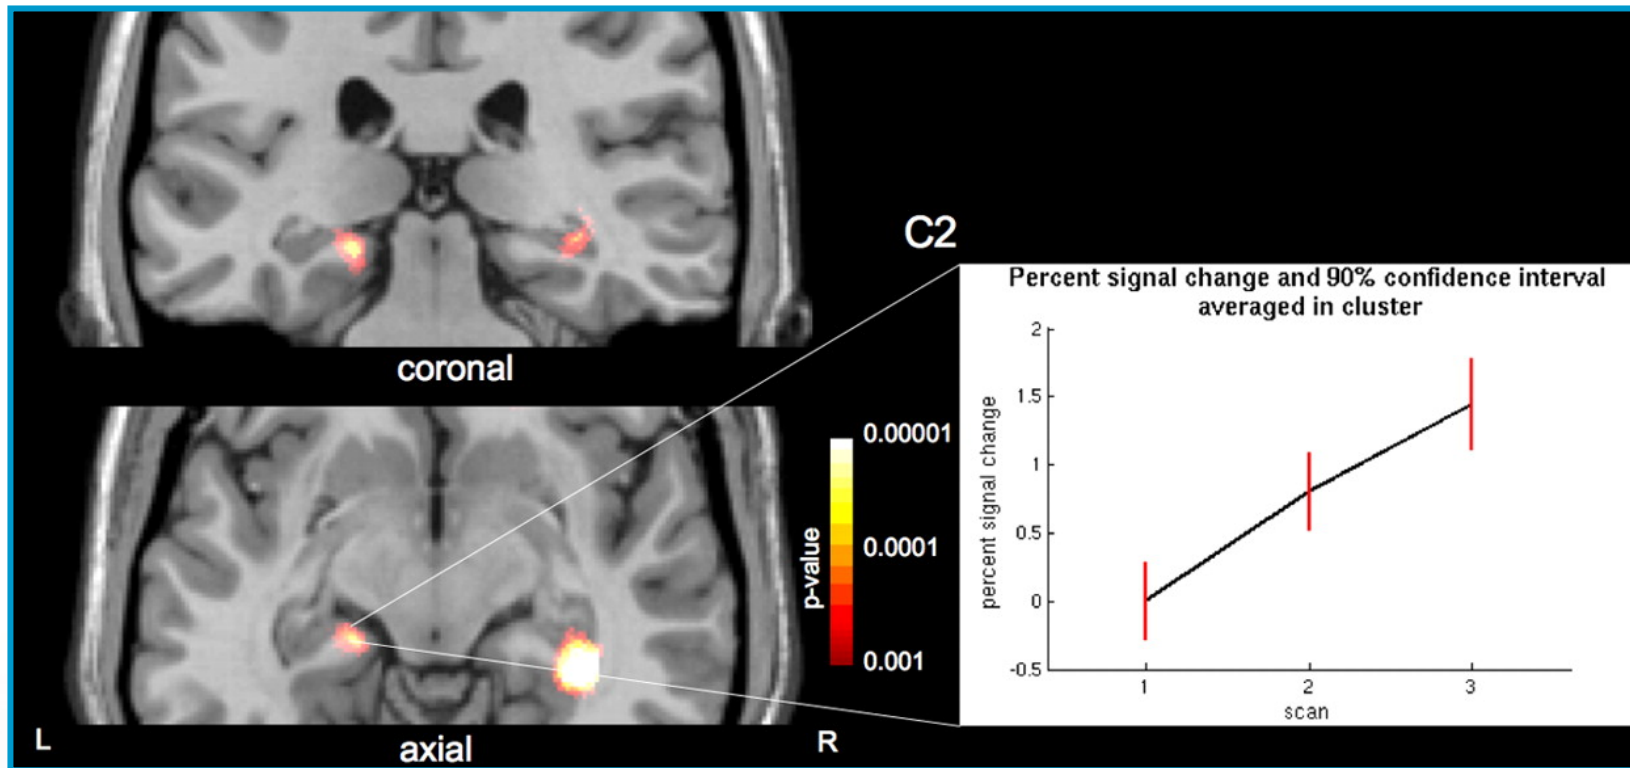 coronal
C2
Percent signal change and 90% confidence interval
averaged in cluster
2
1.5
1
0.5
0
-0.5
percent signal change
1 2 3
scan
0.00001
0.0001
0.001
p-value
L
axial
R